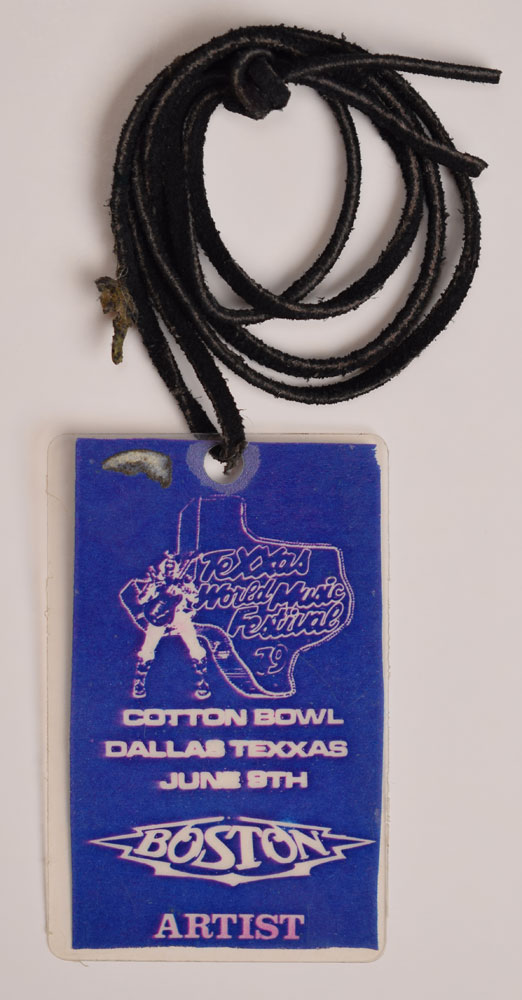 TeXXas
World Music
Festival
79
COTTON BOWL
DALLAS TEXXAS
JUNE 9TH
BOSTON
ARTIST